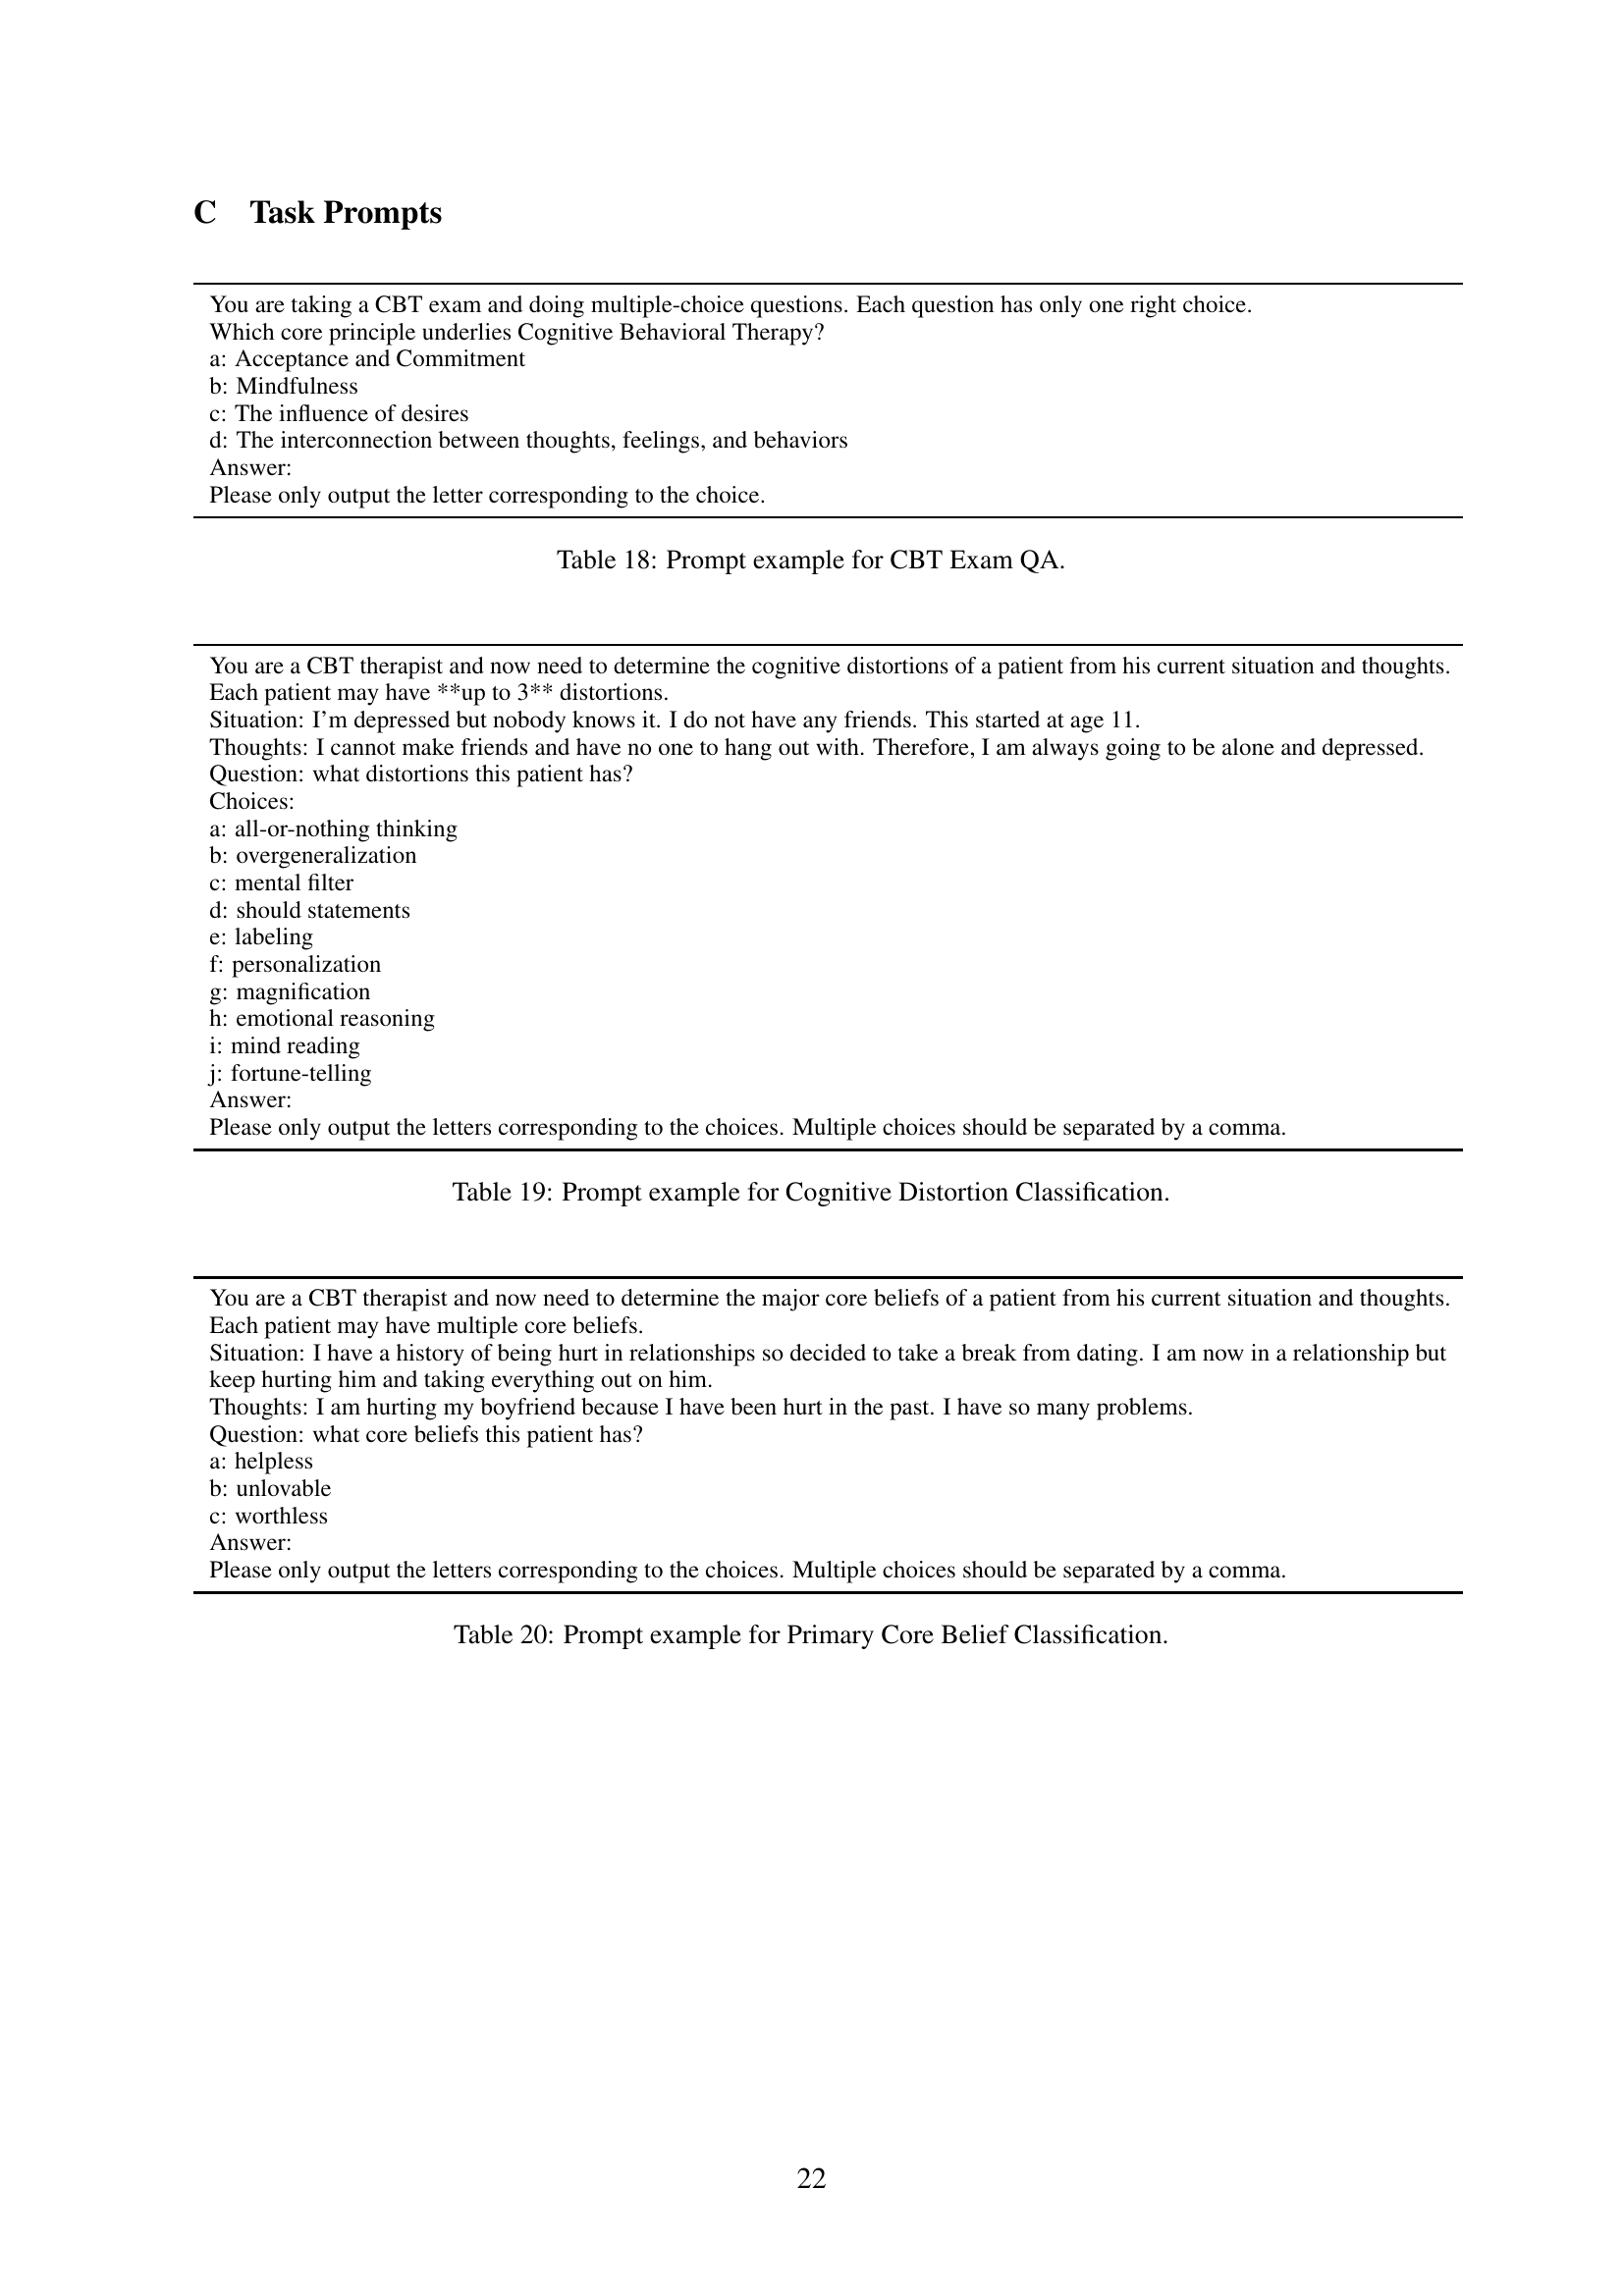 C Task Prompts
You are taking a CBT exam and doing multiple-choice questions. Each question has only one right choice.
Which core principle underlies Cognitive Behavioral Therapy?
a: Acceptance and Commitment
b: Mindfulness
c: The influence of desires
d: The interconnection between thoughts, feelings, and behaviors
Answer:
Please only output the letter corresponding to the choice.
Table 18: Prompt example for CBT Exam QA.
You are a CBT therapist and now need to determine the cognitive distortions of a patient from his current situation and thoughts.
Each patient may have **up to 3** distortions.
Situation: I'm depressed but nobody knows it. I do not have any friends. This started at age 11.
Thoughts: I cannot make friends and have no one to hang out with. Therefore, I am always going to be alone and depressed.
Question: what distortions this patient has?
Choices:
a: all-or-nothing thinking
b: overgeneralization
c: mental filter
d: should statements
e: labeling
f: personalization
g: magnification
h: emotional reasoning
i: mind reading
j: fortune-telling
Answer:
Please only output the letters corresponding to the choices. Multiple choices should be separated by a comma.
Table 19: Prompt example for Cognitive Distortion Classification.
You are a CBT therapist and now need to determine the major core beliefs of a patient from his current situation and thoughts.
Each patient may have multiple core beliefs.
Situation: I have a history of being hurt in relationships so decided to take a break from dating. I am now in a relationship but
keep hurting him and taking everything out on him.
Thoughts: I am hurting my boyfriend because I have been hurt in the past. I have so many problems.
Question: what core beliefs this patient has?
a: helpless
b: unlovable
c: worthless
Answer:
Please only output the letters corresponding to the choices. Multiple choices should be separated by a comma.
Table 20: Prompt example for Primary Core Belief Classification.
22